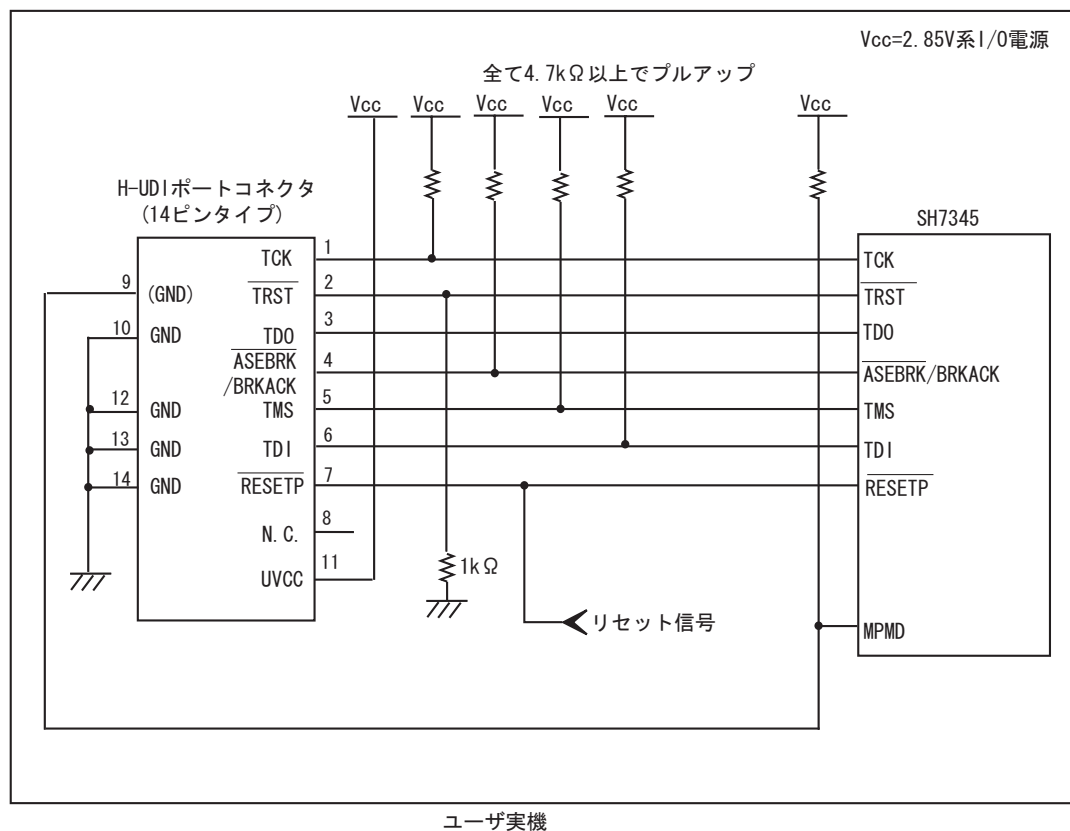 Vcc=2.85V系I/O電源
全て4.7kΩ以上でプルアップ
Vcc Vcc Vcc Vcc Vcc Vcc
H-UDIポートコネクタ
(14ピンタイプ)
SH7345
TCK 1 TCK
9 (GND) TRST 2 TRST
10 GND TDO 3 TDO
ASEBRK
/BRKACK 4 ASEBRK/BRKACK
12 GND TMS 5 TMS
13 GND TDI 6 TDI
14 GND RESETP 7 RESETP
N.C. 8
UVCC 11
1kΩ
リセット信号
MPMD
ユーザ実機